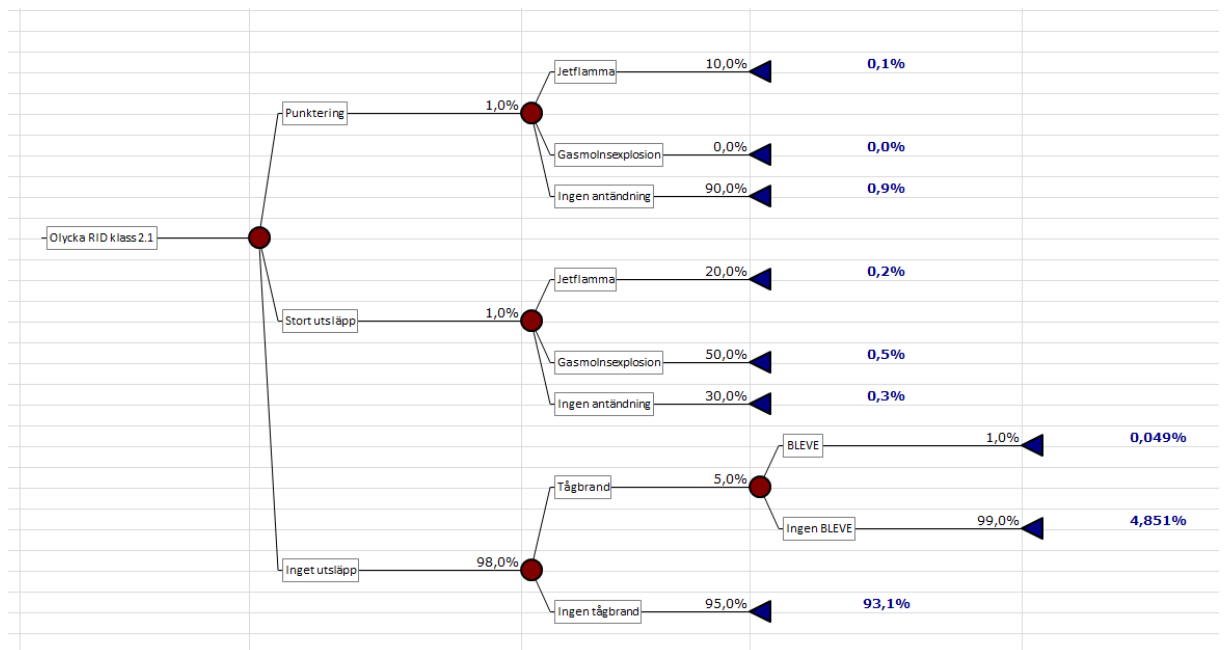 Jetflamma 10,0% 0,1%
Punktering 1,0%
Gasmolnsexplosion 0,0% 0,0%
Ingen antändning 90,0% 0,9%
Olycka RID klass 2.1
Jetflamma 20,0% 0,2%
Stort utsläpp 1,0%
Gasmolnsexplosion 50,0% 0,5%
Ingen antändning 30,0% 0,3%
BLEVE 1,0% 0,049%
Tågbrand 5,0%
Ingen BLEVE 99,0% 4,851%
Inget utsläpp 98,0%
Ingen tågbrand 95,0% 93,1%